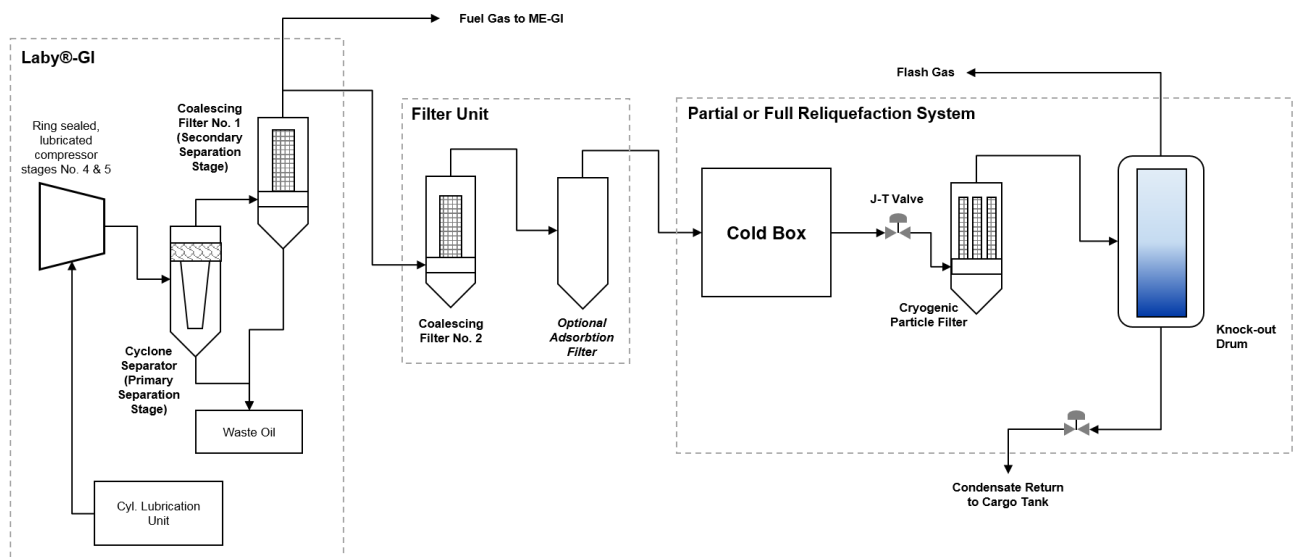 Fuel Gas to ME-GI
Laby®-GI
Coalescing
Filter No. 1
(Secondary
Separation
Stage)
Ring sealed,
lubricated
compressor
stages No. 4 & 5
Cyclone
Separator
(Primary
Separation
Stage)
Waste Oil
Cyl. Lubrication
Unit
Filter Unit
Coalescing
Filter No. 2
Optional
Adsorbtion
Filter
Partial or Full Reliquefaction System
Flash Gas
Cold Box
J-T Valve
Cryogenic
Particle Filter
Knock-out
Drum
Condensate Return
to Cargo Tank